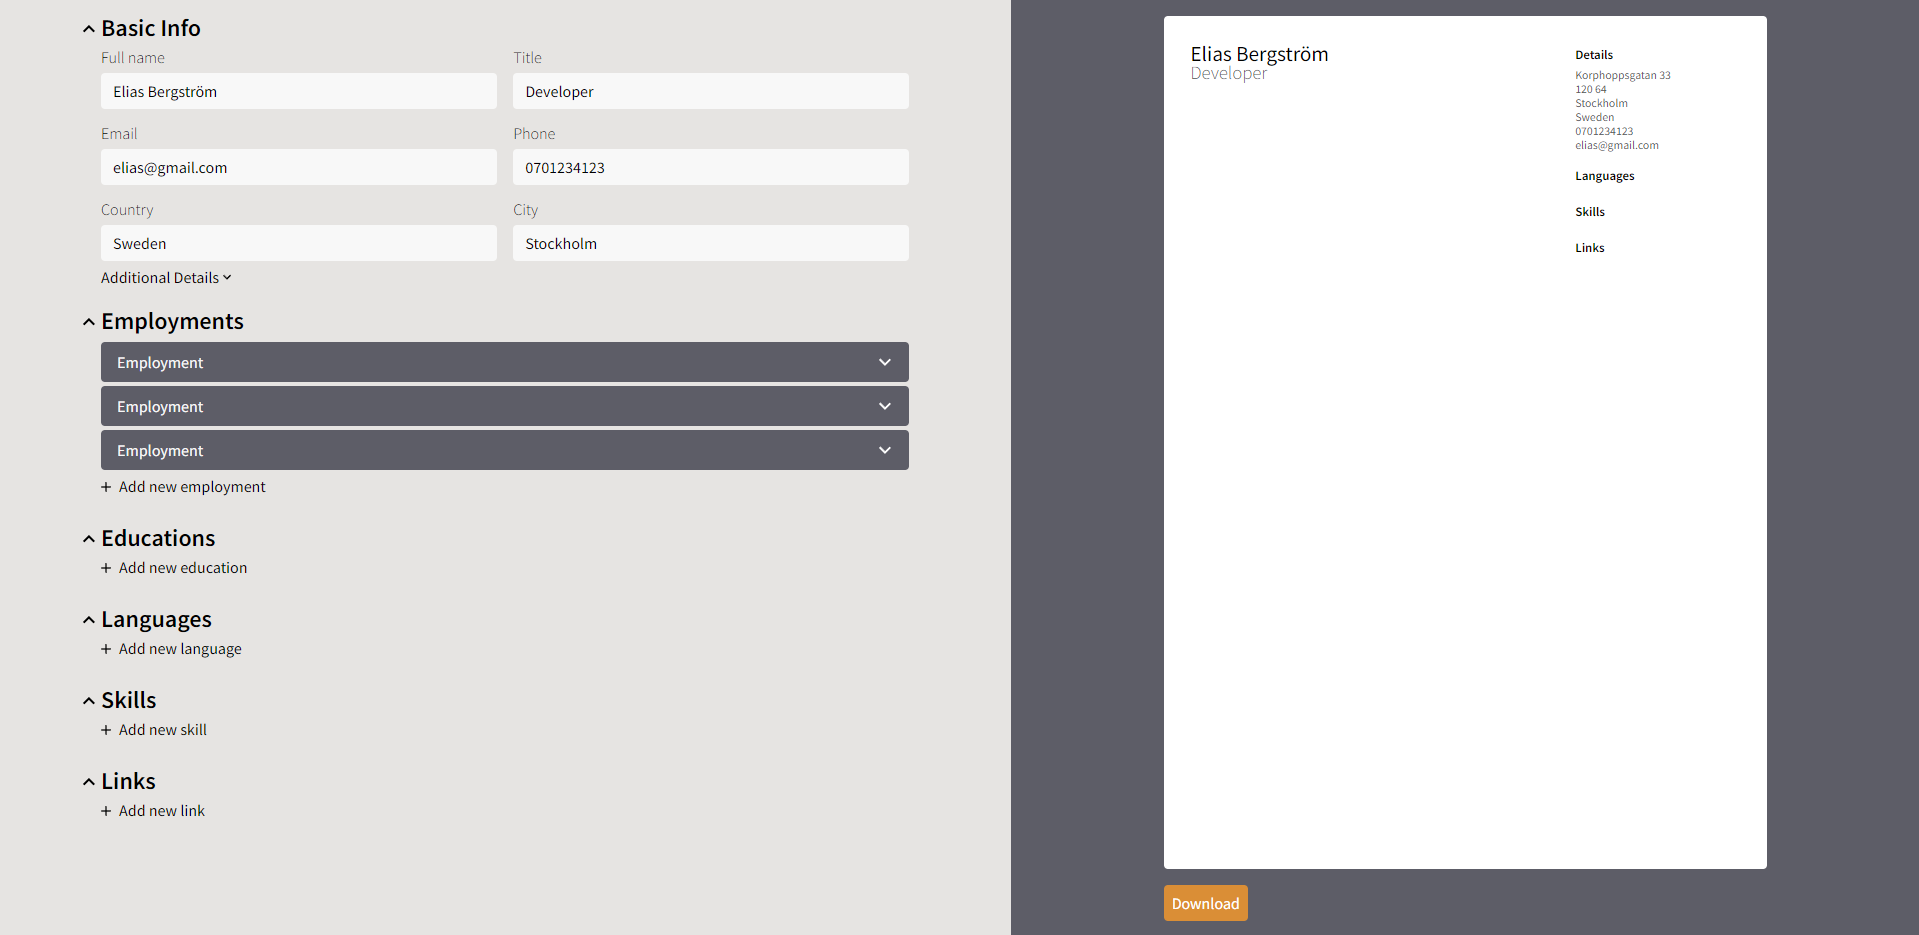 Basic Info
Full name
Title
Elias Bergström
Developer
Email
Phone
elias@gmail.com
0701234123
Country
City
Sweden
Stockholm
Additional Details
Employments
Employment
Employment
Employment
+ Add new employment
Educations
+ Add new education
Languages
+ Add new language
Skills
+ Add new skill
Links
+ Add new link
Elias Bergström
Developer
Details
Korphoppsgatan 33
120 64
Stockholm
Sweden
0701234123
elias@gmail.com
Languages
Skills
Links
Download